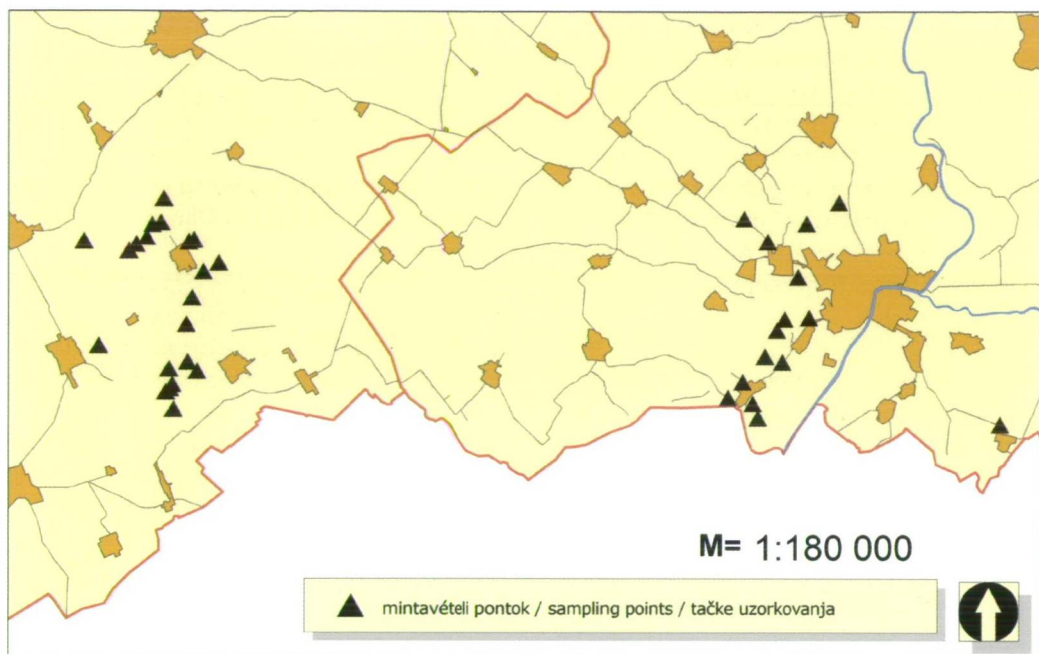 M= 1:180 000
mintavételi pontok / sampling points / tačke uzorkovanja